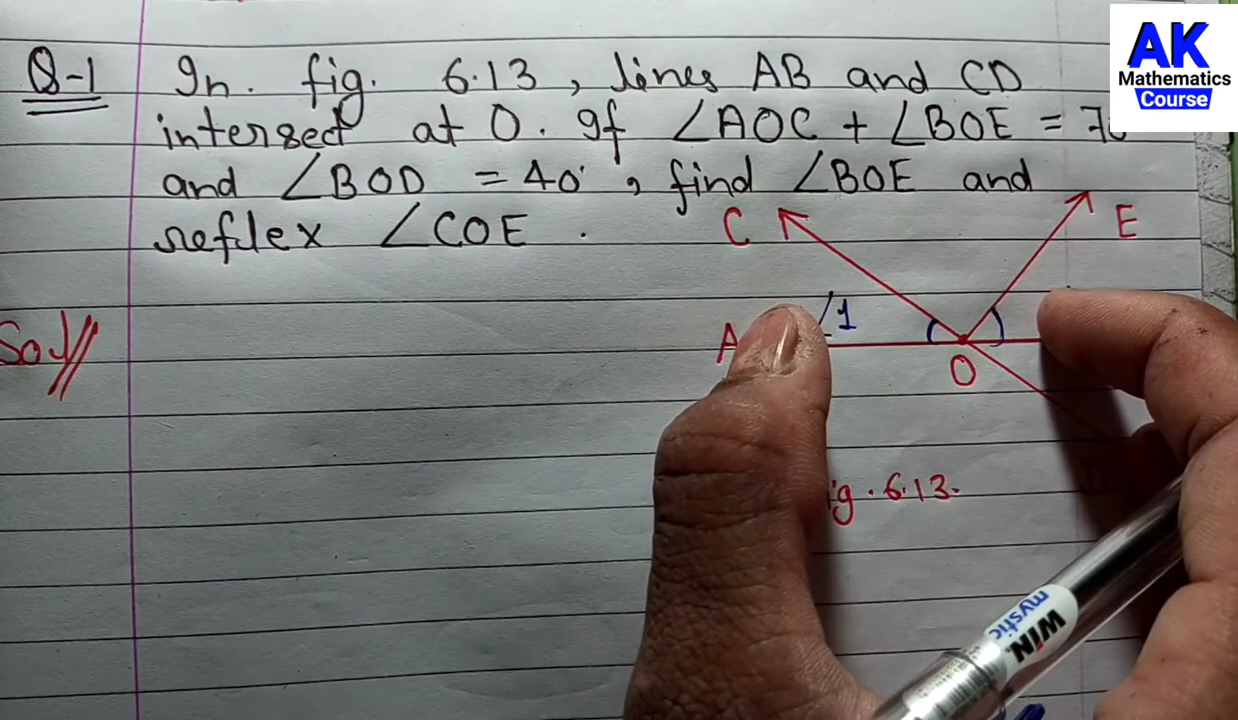 Q-1 In. fig. 6.13, lines AB and CD
intersect at O. If ∠AOC + ∠BOE = 70
and ∠BOD = 40°, find ∠BOE and
reflex ∠COE.
C
E
Sol//
A
∠1
O
ig. 6.13.
AK
Mathematics
Course
WIN
mystic